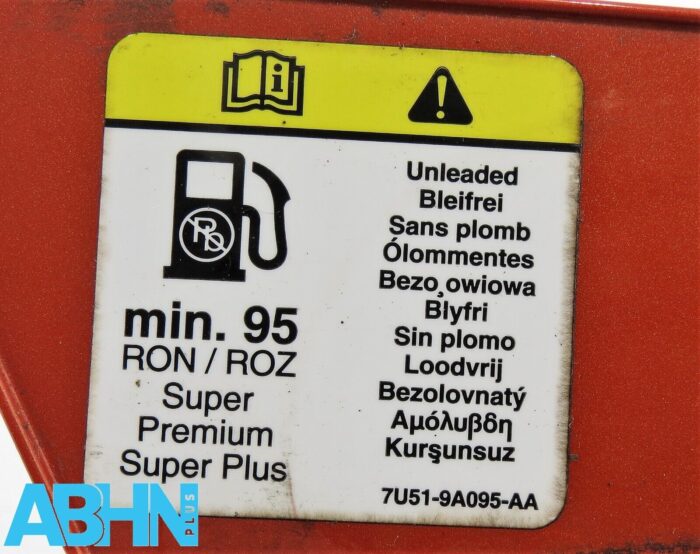 Pb
min. 95
RON / ROZ
Super
Premium
Super Plus
Unleaded
Bleifrei
Sans plomb
Ólommentes
Bezo¸owiowa
Blyfri
Sin plomo
Loodvrij
Bezolovnatý
Αμόλυβδη
Kurşunsuz
7U51-9A095-AA
ABHN PLUS